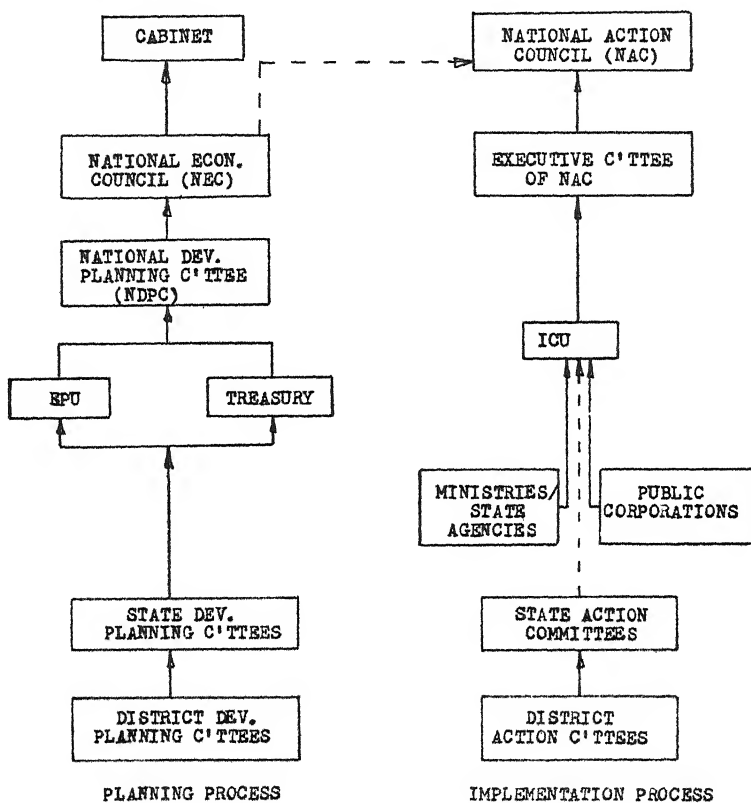 CABINET
NATIONAL ECON.
COUNCIL (NEC)
NATIONAL DEV.
PLANNING C'TTEE
(NDPC)
EPU
TREASURY
STATE DEV.
PLANNING C'TTEES
DISTRICT DEV.
PLANNING C'TTEES
PLANNING PROCESS
NATIONAL ACTION
COUNCIL (NAC)
EXECUTIVE C'TTEE
OF NAC
ICU
MINISTRIES/
STATE
AGENCIES
PUBLIC
CORPORATIONS
STATE ACTION
COMMITTEES
DISTRICT
ACTION C'TTEES
IMPLEMENTATION PROCESS